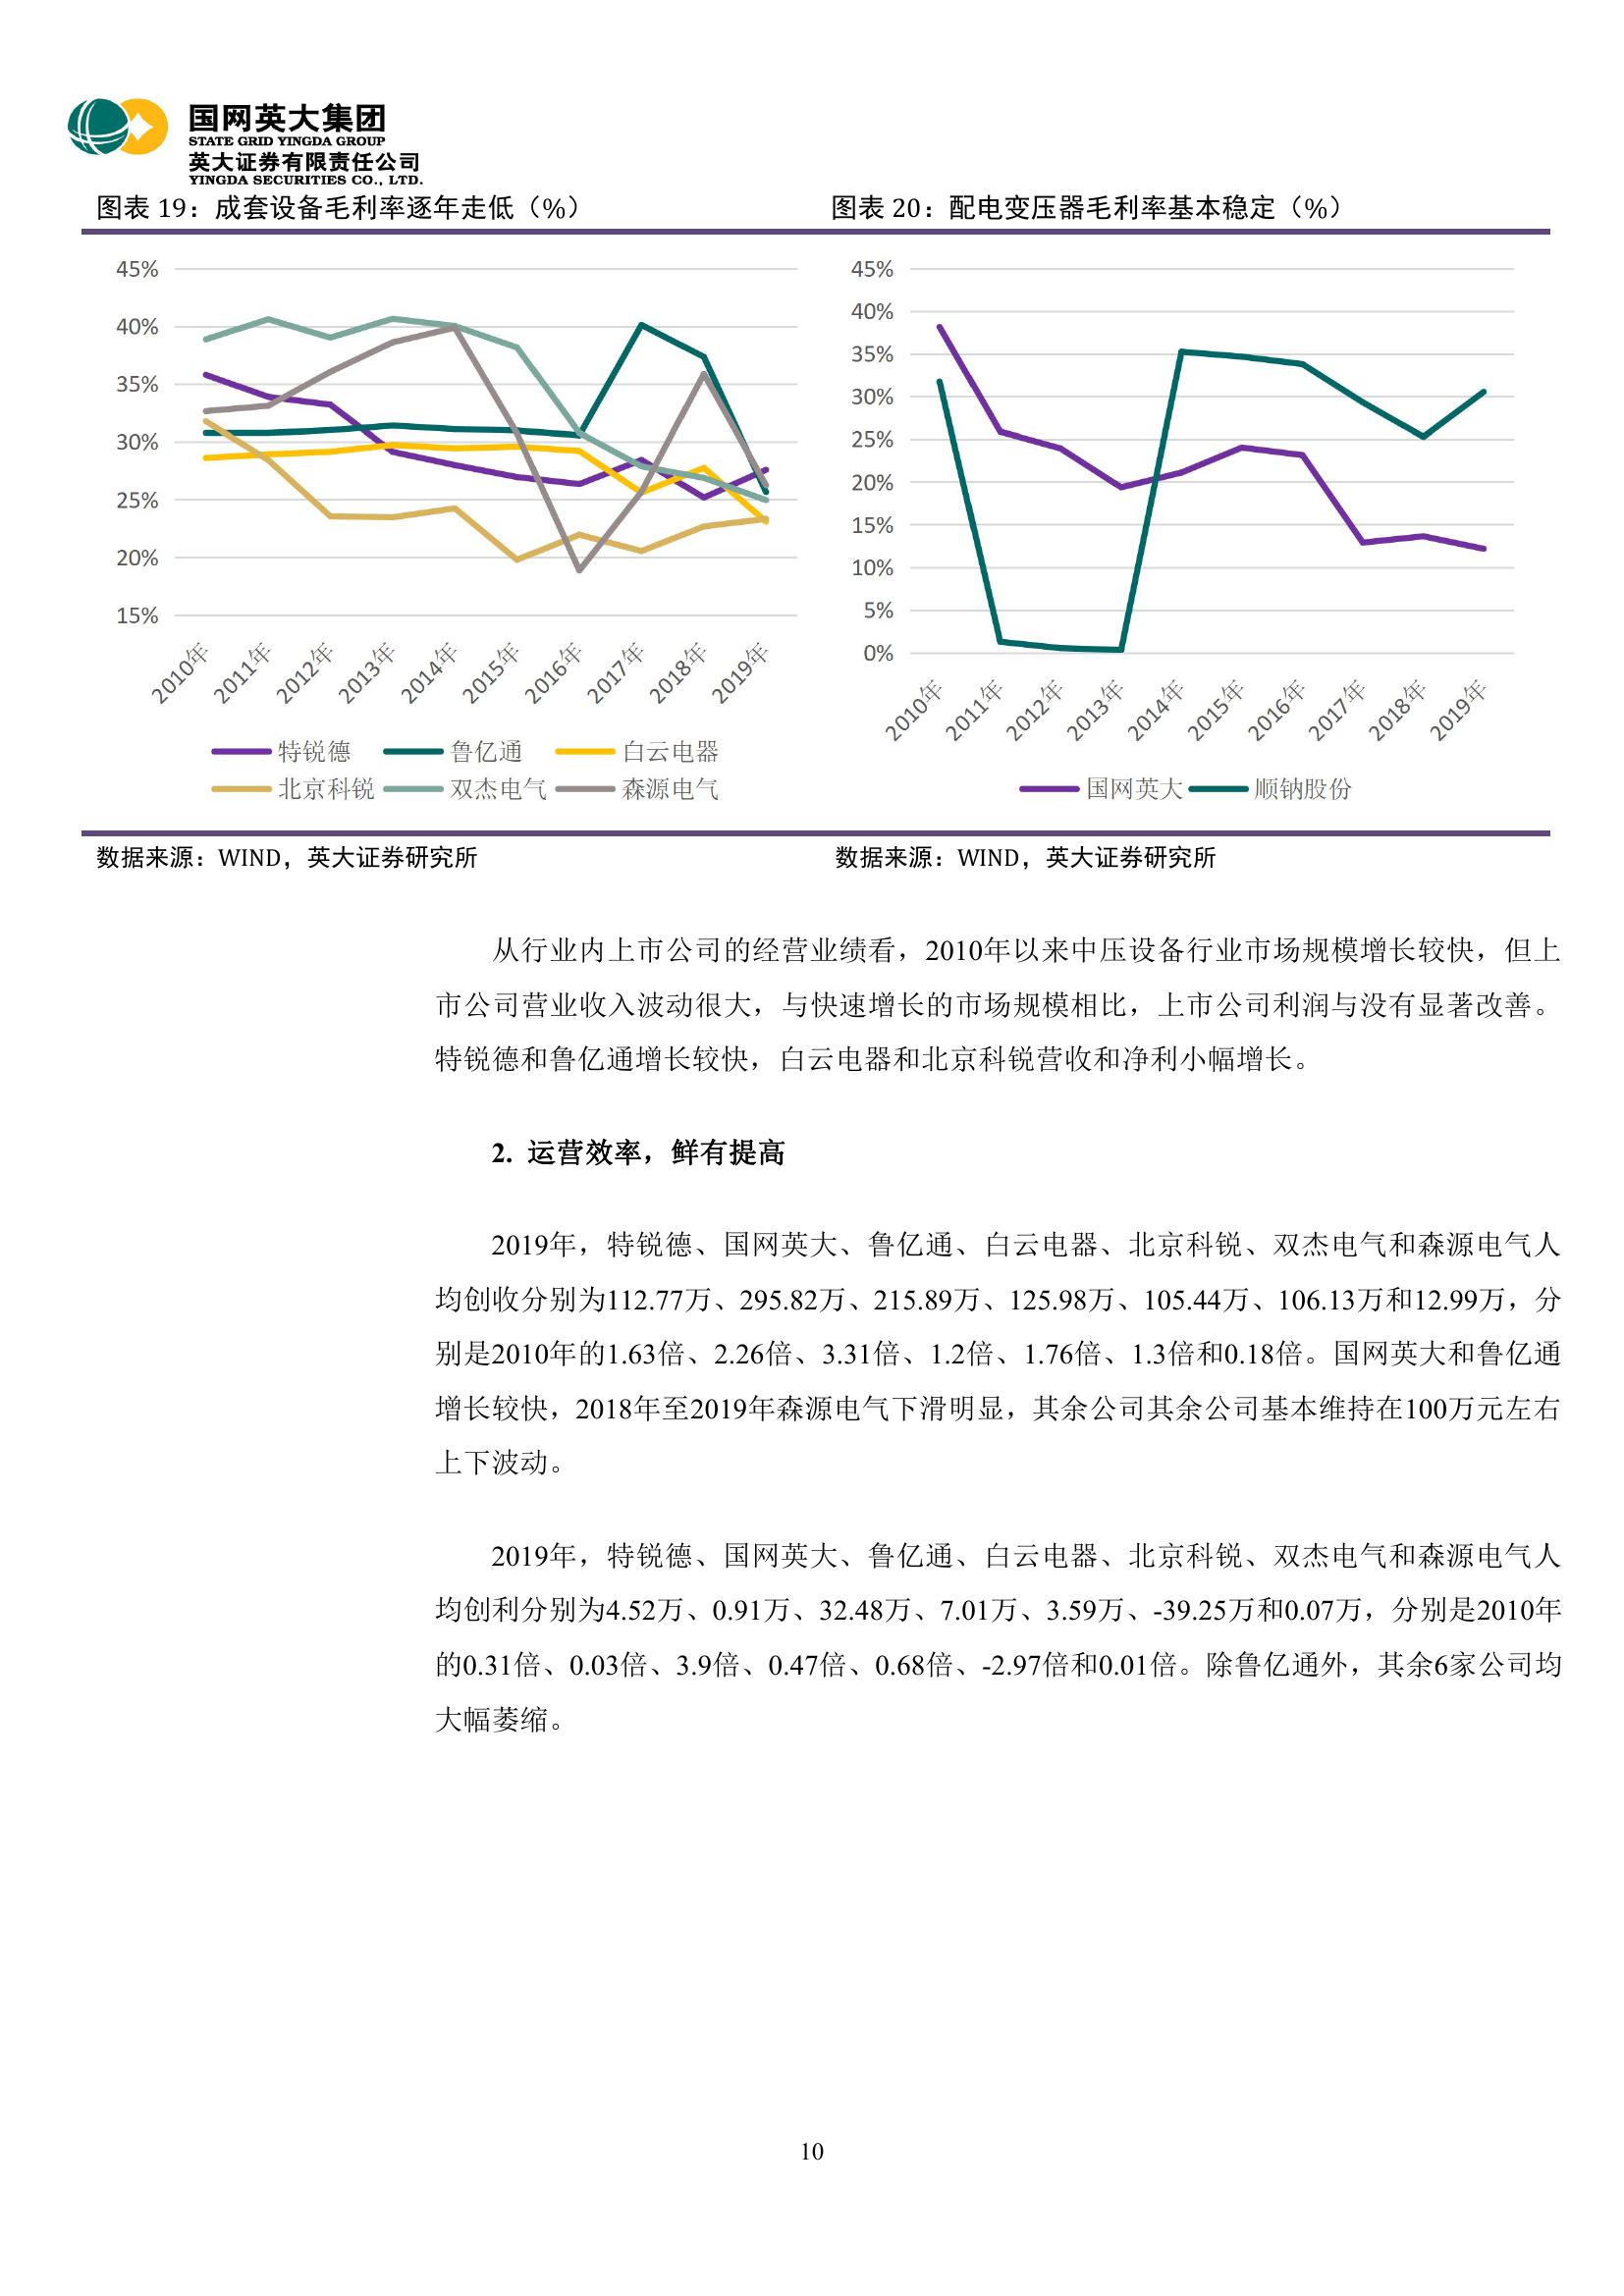 国网英大集团
STATE GRID YINGDA GROUP
英大证券有限责任公司
YINGDA SECURITIES CO., LTD.
图表 19：成套设备毛利率逐年走低（%）
45%
40%
35%
30%
25%
20%
15%
2010年
2011年
2012年
2013年
2014年
2015年
2016年
2017年
2018年
2019年
特锐德 鲁亿通 白云电器
北京科锐 双杰电气 森源电气
数据来源：WIND，英大证券研究所
图表 20：配电变压器毛利率基本稳定（%）
45%
40%
35%
30%
25%
20%
15%
10%
5%
0%
2010年
2011年
2012年
2013年
2014年
2015年
2016年
2017年
2018年
2019年
国网英大 顺钠股份
数据来源：WIND，英大证券研究所
从行业内上市公司的经营业绩看，2010年以来中压设备行业市场规模增长较快，但上
市公司营业收入波动很大，与快速增长的市场规模相比，上市公司利润与没有显著改善。
特锐德和鲁亿通增长较快，白云电器和北京科锐营收和净利小幅增长。
2. 运营效率，鲜有提高
2019年，特锐德、国网英大、鲁亿通、白云电器、北京科锐、双杰电气和森源电气人
均创收分别为112.77万、295.82万、215.89万、125.98万、105.44万、106.13万和12.99万，分
别是2010年的1.63倍、2.26倍、3.31倍、1.2倍、1.76倍、1.3倍和0.18倍。国网英大和鲁亿通
增长较快，2018年至2019年森源电气下滑明显，其余公司其余公司基本维持在100万元左右
上下波动。
2019年，特锐德、国网英大、鲁亿通、白云电器、北京科锐、双杰电气和森源电气人
均创利分别为4.52万、0.91万、32.48万、7.01万、3.59万、-39.25万和0.07万，分别是2010年
的0.31倍、0.03倍、3.9倍、0.47倍、0.68倍、-2.97倍和0.01倍。除鲁亿通外，其余6家公司均
大幅萎缩。
10